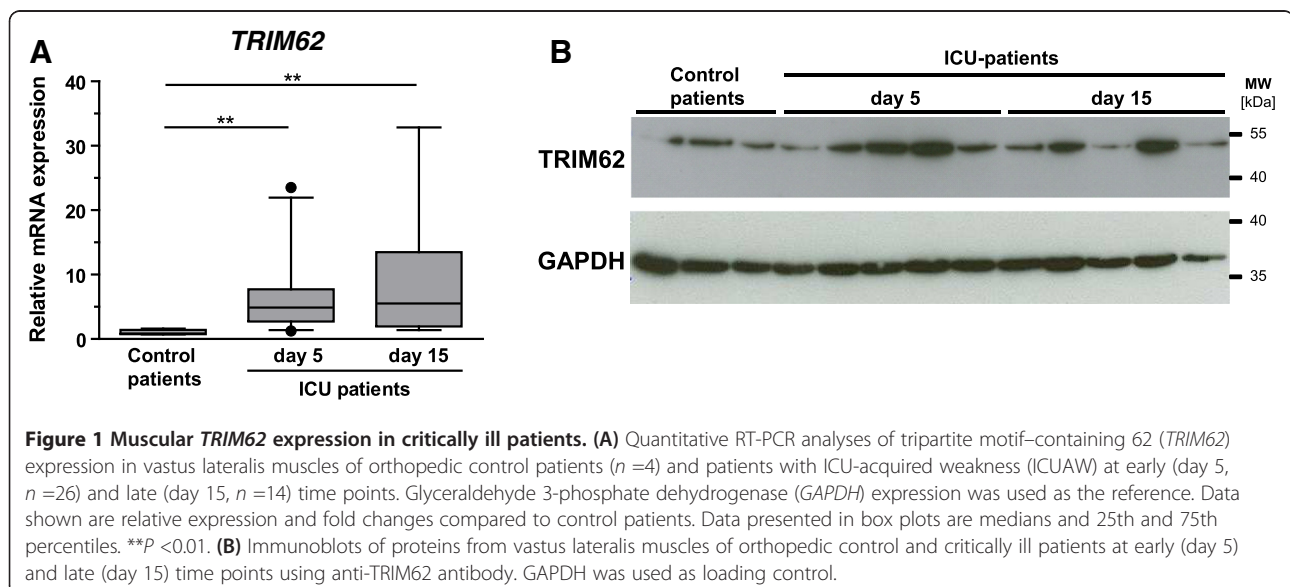 A
TRIM62
Relative mRNA expression
40
30
20
10
0
**
**
Control
patients
day 5
day 15
ICU patients
B
ICU-patients
Control
patients
day 5
day 15
MW
[kDa]
TRIM62
55
40
GAPDH
40
35
Figure 1 Muscular TRIM62 expression in critically ill patients. (A) Quantitative RT-PCR analyses of tripartite motif–containing 62 (TRIM62)
expression in vastus lateralis muscles of orthopedic control patients (n =4) and patients with ICU-acquired weakness (ICUAW) at early (day 5,
n =26) and late (day 15, n =14) time points. Glyceraldehyde 3-phosphate dehydrogenase (GAPDH) expression was used as the reference. Data
shown are relative expression and fold changes compared to control patients. Data presented in box plots are medians and 25th and 75th
percentiles. **P <0.01. (B) Immunoblots of proteins from vastus lateralis muscles of orthopedic control and critically ill patients at early (day 5)
and late (day 15) time points using anti-TRIM62 antibody. GAPDH was used as loading control.